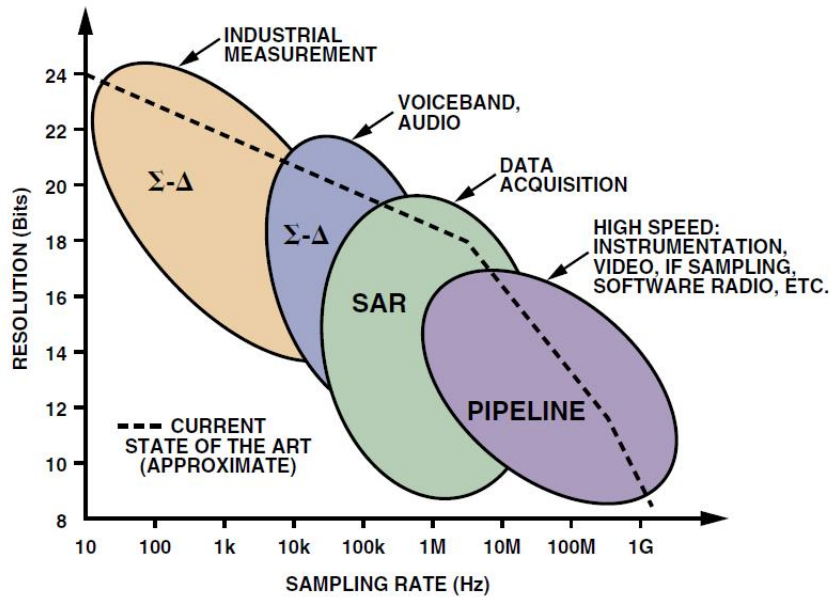 INDUSTRIAL
MEASUREMENT
VOICEBAND,
AUDIO
DATA
ACQUISITION
HIGH SPEED:
INSTRUMENTATION,
VIDEO, IF SAMPLING,
SOFTWARE RADIO, ETC.
Σ-Δ
Σ-Δ
SAR
PIPELINE
CURRENT
STATE OF THE ART
(APPROXIMATE)
RESOLUTION (Bits)
24
22
20
18
16
14
12
10
8
10 100 1k 10k 100k 1M 10M 100M 1G
SAMPLING RATE (Hz)